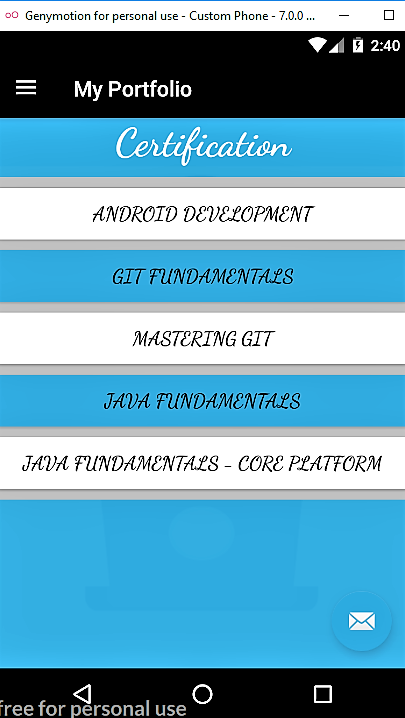 Genymotion for personal use - Custom Phone - 7.0.0 ...
2:40
My Portfolio
Certification
ANDROID DEVELOPMENT
GIT FUNDAMENTALS
MASTERING GIT
JAVA FUNDAMENTALS
JAVA FUNDAMENTALS - CORE PLATFORM
free for personal use